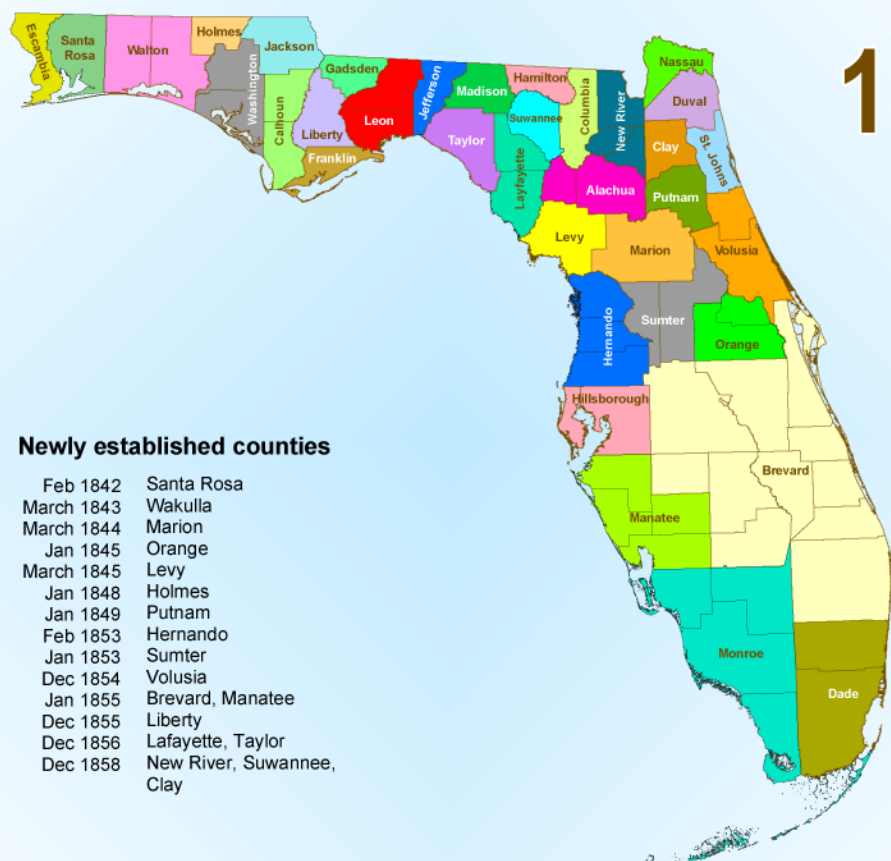 1
Escambia
Santa
Rosa
Walton
Holmes
Washington
Jackson
Calhoun
Gadsden
Liberty
Franklin
Leon
Jefferson
Madison
Taylor
Hamilton
Suwannee
Layfayette
Columbia
New River
Nassau
Duval
Clay
St. Johns
Alachua
Putnam
Levy
Marion
Volusia
Hernando
Sumter
Orange
Hillsborough
Brevard
Manatee
Monroe
Dade
Newly established counties
Feb 1842 Santa Rosa
March 1843 Wakulla
March 1844 Marion
Jan 1845 Orange
March 1845 Levy
Jan 1848 Holmes
Jan 1849 Putnam
Feb 1853 Hernando
Jan 1853 Sumter
Dec 1854 Volusia
Jan 1855 Brevard, Manatee
Dec 1855 Liberty
Dec 1856 Lafayette, Taylor
Dec 1858 New River, Suwannee,
Clay